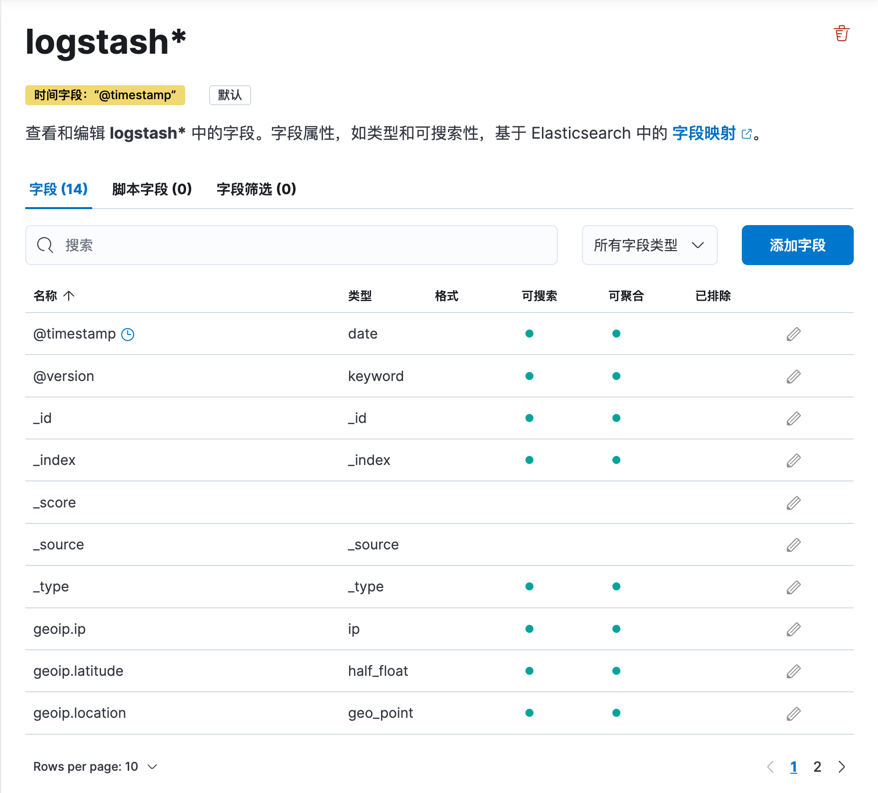 logstash*
时间字段："@timestamp" 默认
查看和编辑 logstash* 中的字段。字段属性，如类型和可搜索性，基于 Elasticsearch 中的 字段映射 。
字段 (14) 脚本字段 (0) 字段筛选 (0)
搜索 所有字段类型 添加字段
名称 类型 格式 可搜索 可聚合 已排除
@timestamp date
@version keyword
_id _id
_index _index
_score
_source _source
_type _type
geoip.ip ip
geoip.latitude half_float
geoip.location geo_point
Rows per page: 10 1 2